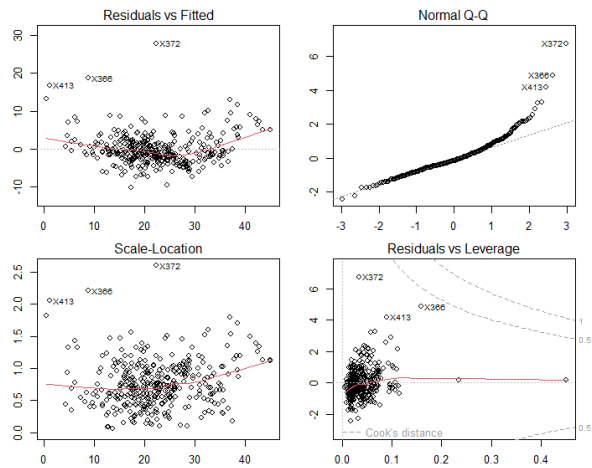 Residuals vs Fitted
30
20
10
0
-10
X372
X366
X413
0 10 20 30 40
Normal Q-Q
6
4
2
0
-2
X372
X366
X413
-3 -2 -1 0 1 2 3
Scale-Location
2.5
2.0
1.5
1.0
0.5
0.0
X372
X366
X413
0 10 20 30 40
Residuals vs Leverage
6
4
2
0
-2
X372
X366
X413
1
0.5
0.5
Cook's distance
0.0 0.1 0.2 0.3 0.4